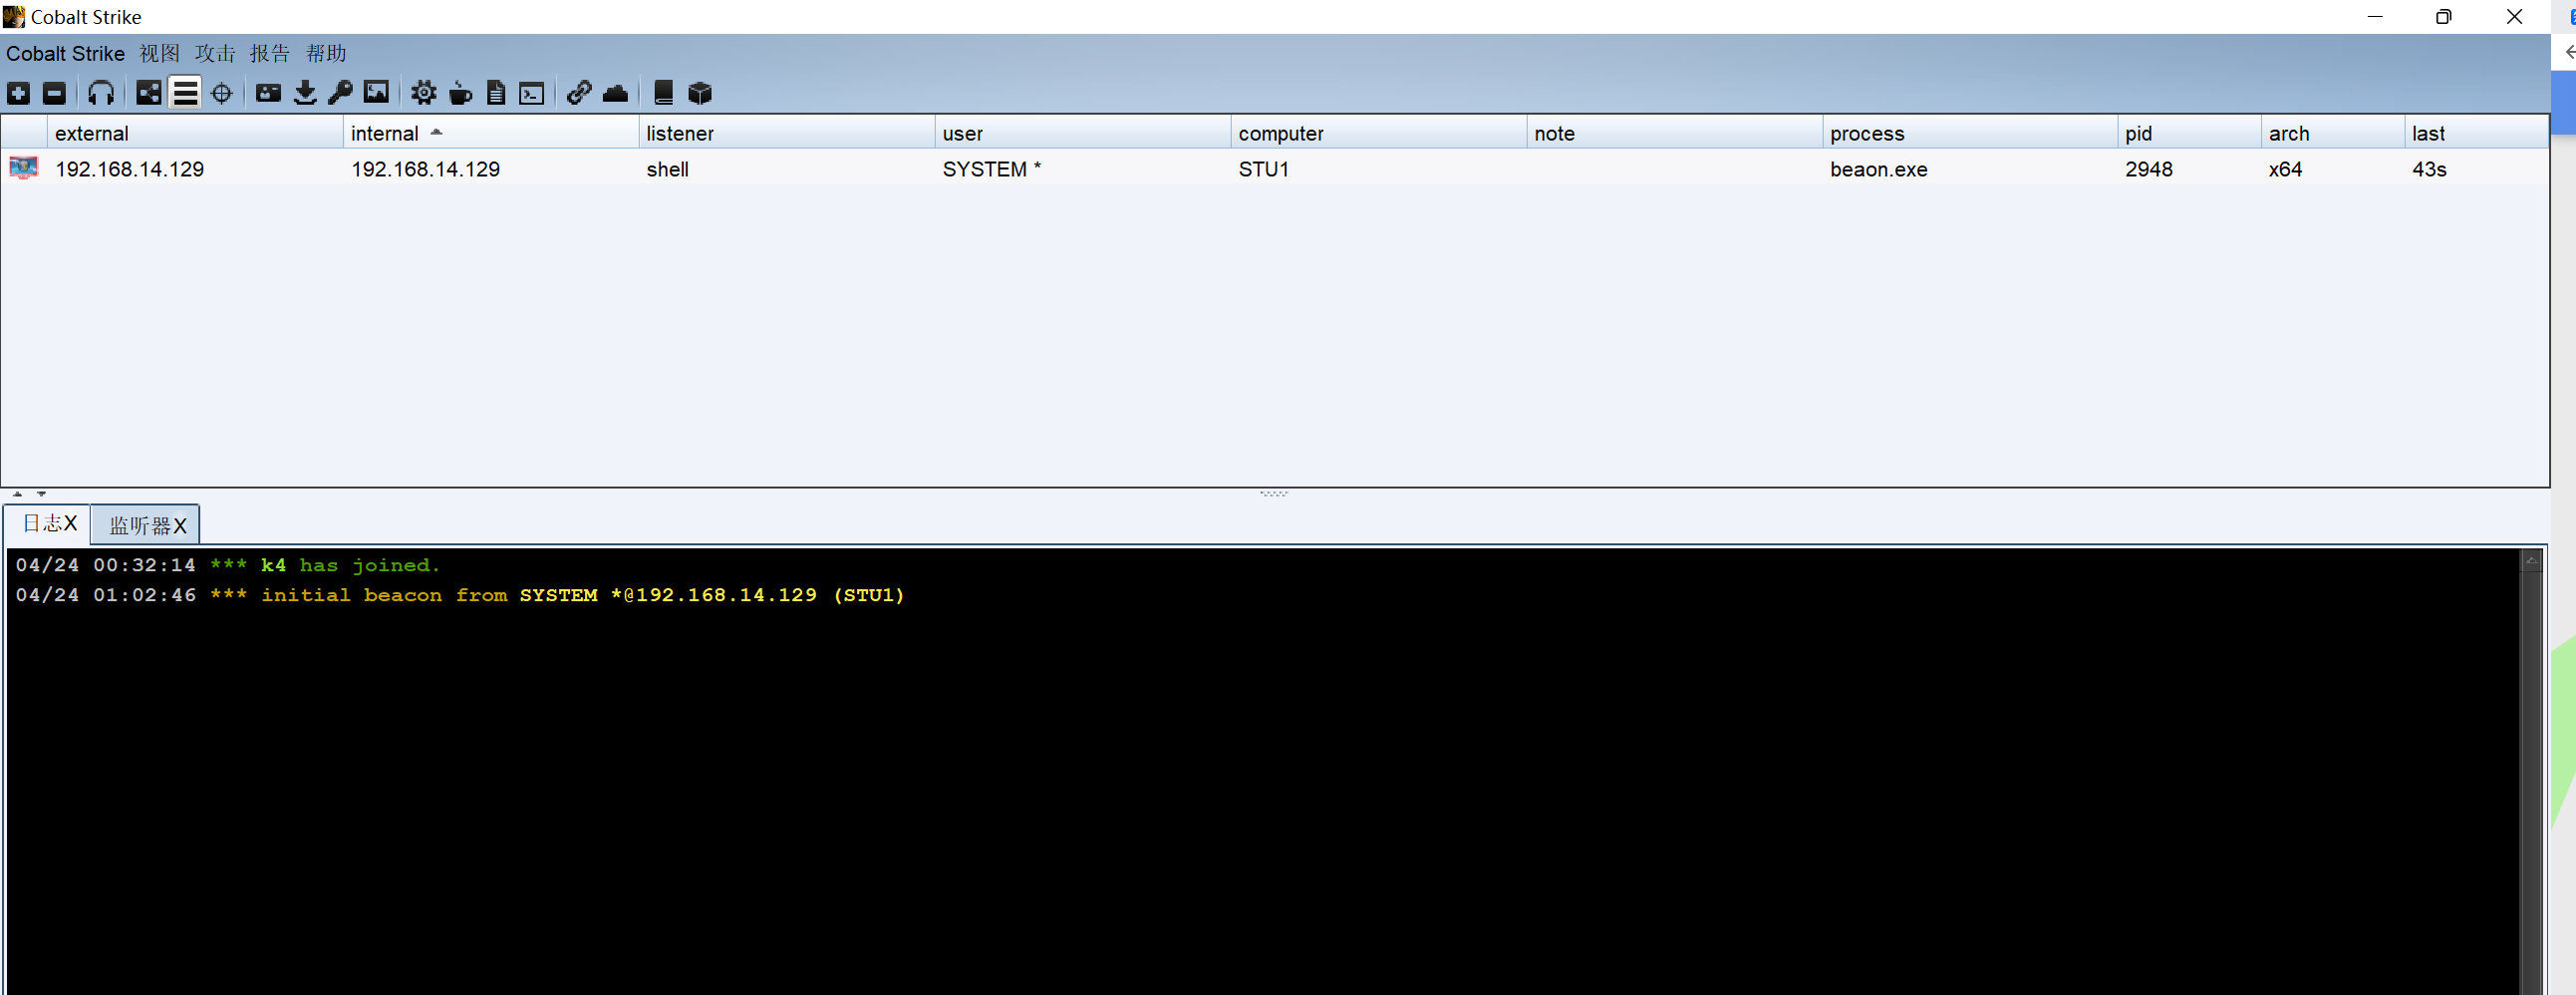 Cobalt Strike
Cobalt Strike 视图 攻击 报告 帮助
external internal listener user computer note process pid arch last
192.168.14.129 192.168.14.129 shell SYSTEM * STU1 beaon.exe 2948 x64 43s
日志X 监听器X
04/24 00:32:14 *** k4 has joined.
04/24 01:02:46 *** initial beacon from SYSTEM *@192.168.14.129 (STU1)